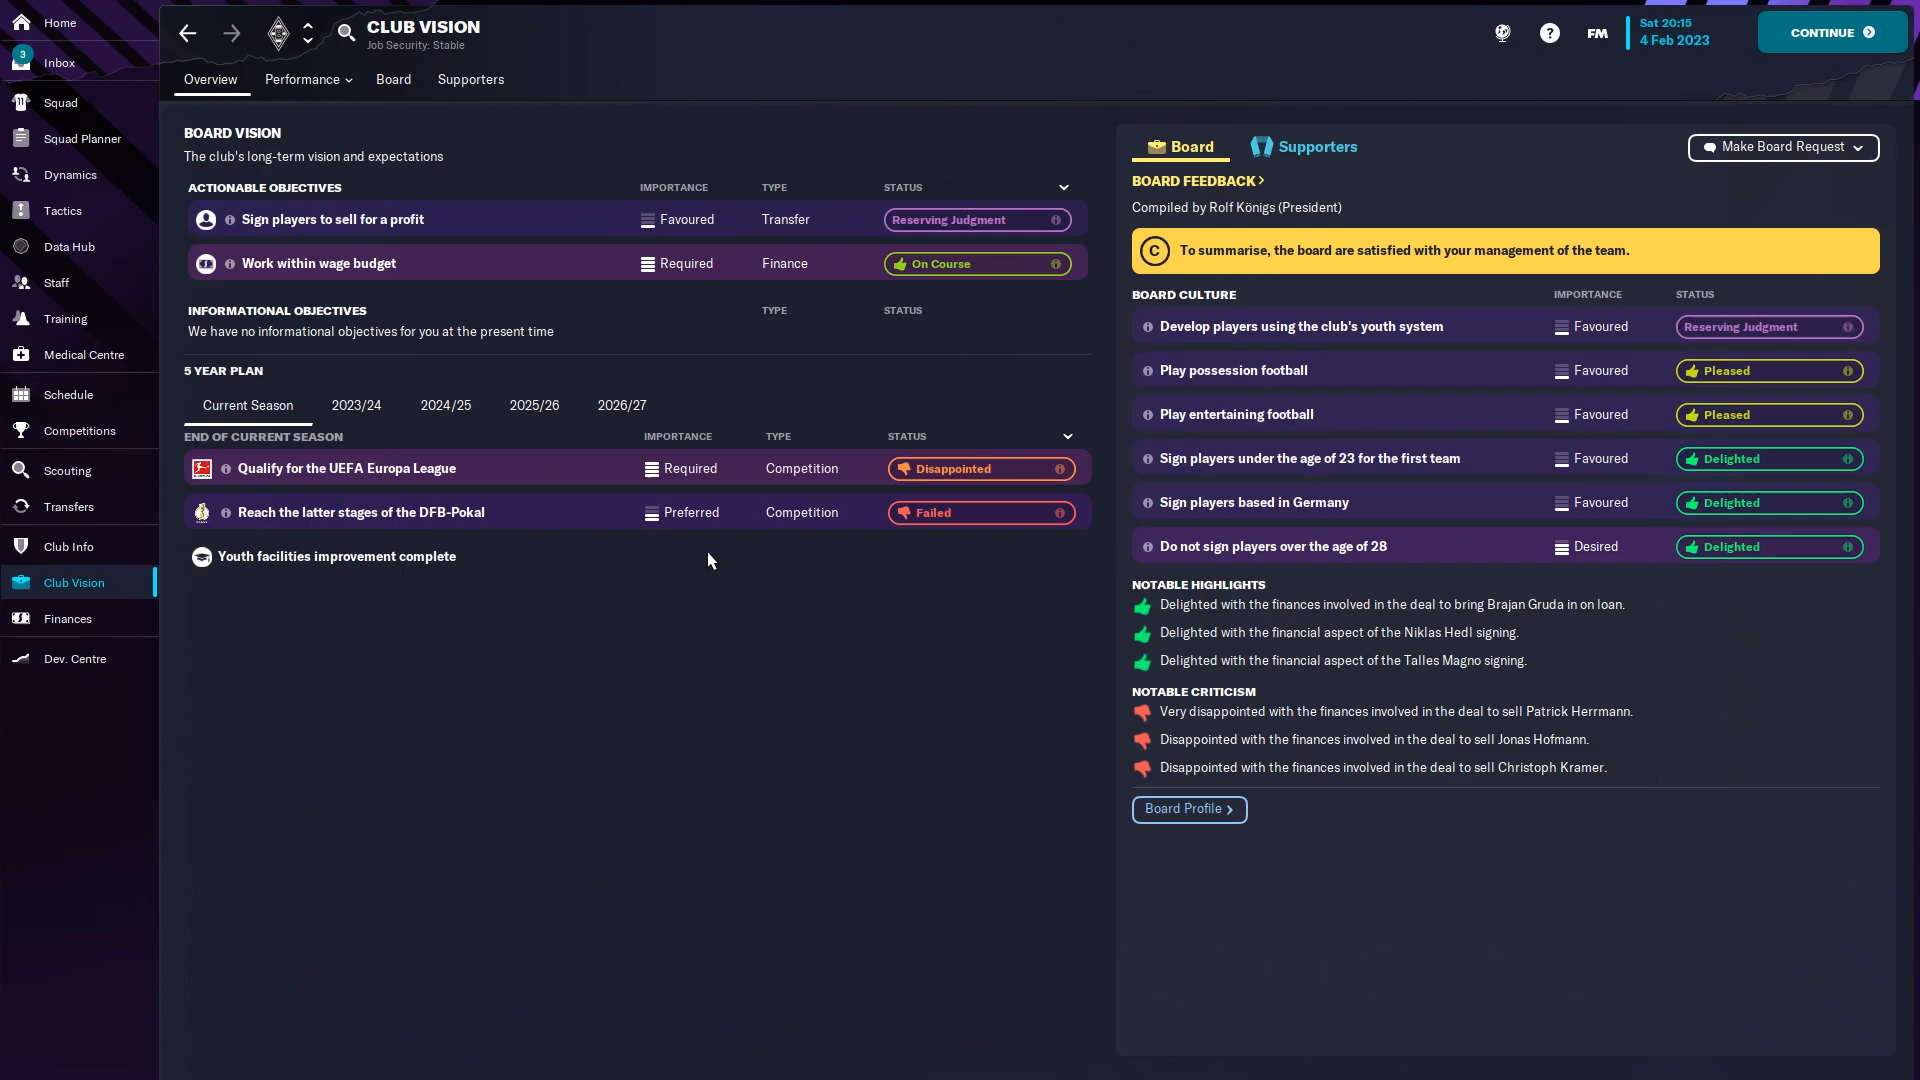 Home
3
Inbox
Squad
Squad Planner
Dynamics
Tactics
Data Hub
Staff
Training
Medical Centre
Schedule
Competitions
Scouting
Transfers
Club Info
Club Vision
Finances
Dev. Centre
CLUB VISION
Job Security: Stable
FM
Sat 20:15
4 Feb 2023
CONTINUE
Overview
Performance
Board
Supporters
BOARD VISION
The club's long-term vision and expectations
ACTIONABLE OBJECTIVES IMPORTANCE TYPE STATUS
Sign players to sell for a profit Favoured Transfer Reserving Judgment
Work within wage budget Required Finance On Course
INFORMATIONAL OBJECTIVES TYPE STATUS
We have no informational objectives for you at the present time
5 YEAR PLAN
Current Season 2023/24 2024/25 2025/26 2026/27
END OF CURRENT SEASON IMPORTANCE TYPE STATUS
Qualify for the UEFA Europa League Required Competition Disappointed
Reach the latter stages of the DFB-Pokal Preferred Competition Failed
Youth facilities improvement complete
Board
Supporters
Make Board Request
BOARD FEEDBACK
Compiled by Rolf Königs (President)
C To summarise, the board are satisfied with your management of the team.
BOARD CULTURE IMPORTANCE STATUS
Develop players using the club's youth system Favoured Reserving Judgment
Play possession football Favoured Pleased
Play entertaining football Favoured Pleased
Sign players under the age of 23 for the first team Favoured Delighted
Sign players based in Germany Favoured Delighted
Do not sign players over the age of 28 Desired Delighted
NOTABLE HIGHLIGHTS
Delighted with the finances involved in the deal to bring Brajan Gruda in on loan.
Delighted with the financial aspect of the Niklas Hedl signing.
Delighted with the financial aspect of the Talles Magno signing.
NOTABLE CRITICISM
Very disappointed with the finances involved in the deal to sell Patrick Herrmann.
Disappointed with the finances involved in the deal to sell Jonas Hofmann.
Disappointed with the finances involved in the deal to sell Christoph Kramer.
Board Profile